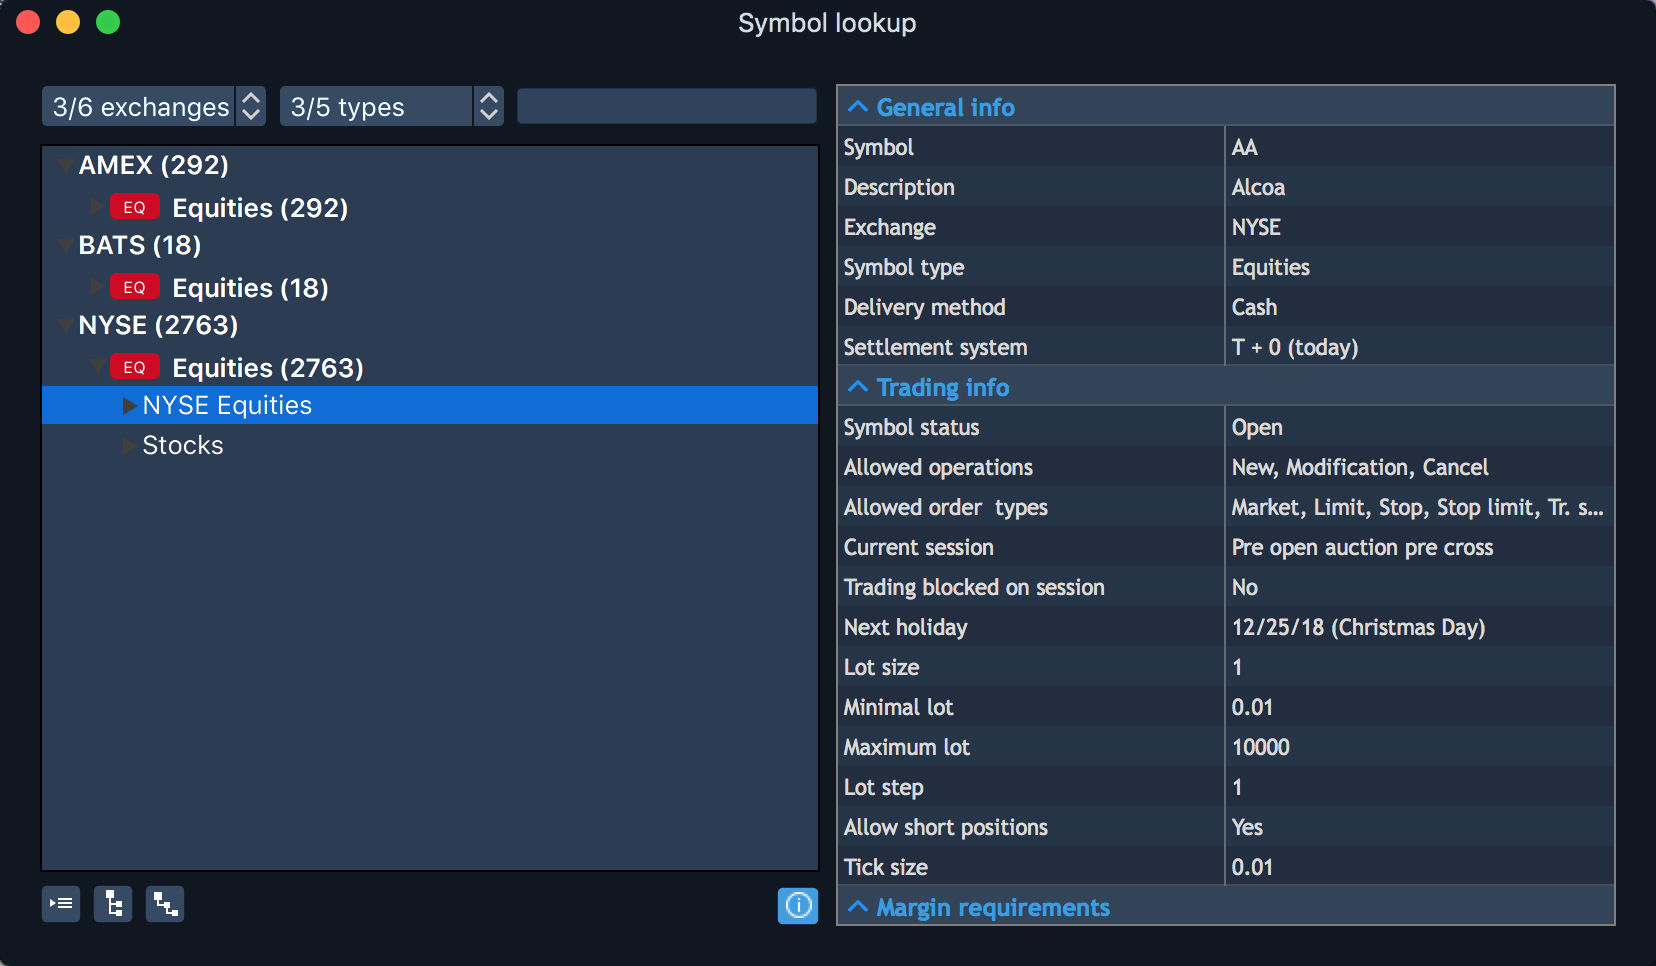 Symbol lookup
3/6 exchanges 3/5 types
AMEX (292)
EQ Equities (292)
BATS (18)
EQ Equities (18)
NYSE (2763)
EQ Equities (2763)
NYSE Equities
Stocks
General info
Symbol AA
Description Alcoa
Exchange NYSE
Symbol type Equities
Delivery method Cash
Settlement system T + 0 (today)
Trading info
Symbol status Open
Allowed operations New, Modification, Cancel
Allowed order types Market, Limit, Stop, Stop limit, Tr. s...
Current session Pre open auction pre cross
Trading blocked on session No
Next holiday 12/25/18 (Christmas Day)
Lot size 1
Minimal lot 0.01
Maximum lot 10000
Lot step 1
Allow short positions Yes
Tick size 0.01
Margin requirements